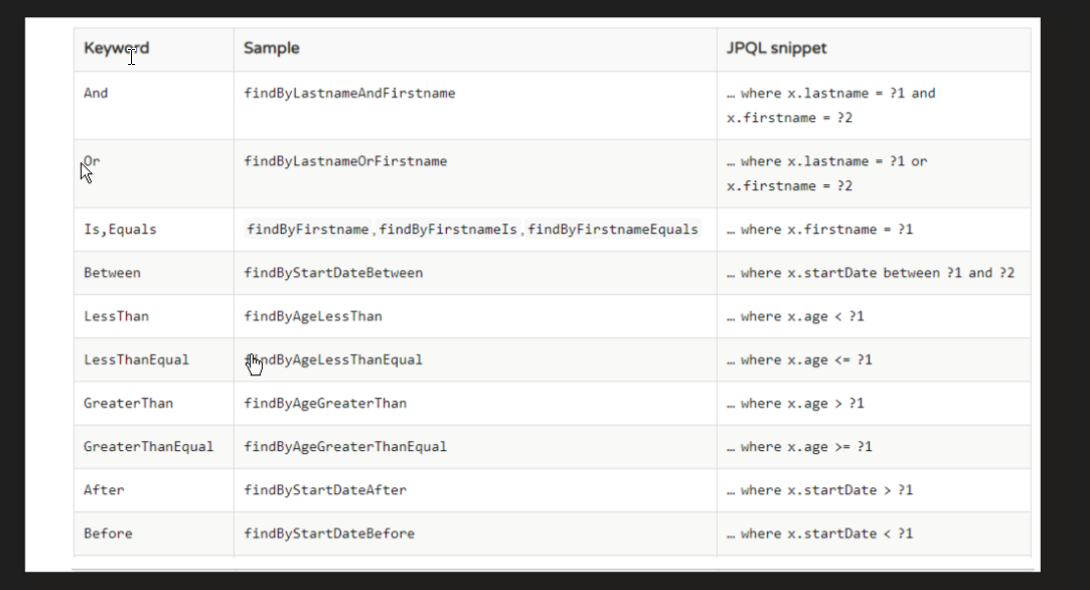 Keyword Sample JPQL snippet
And findByLastnameAndFirstname … where x.lastname = ?1 and
x.firstname = ?2
Or findByLastnameOrFirstname … where x.lastname = ?1 or
x.firstname = ?2
Is,Equals findByFirstname,findByFirstnameIs,findByFirstnameEquals … where x.firstname = ?1
Between findByStartDateBetween … where x.startDate between ?1 and ?2
LessThan findByAgeLessThan … where x.age < ?1
LessThanEqual findByAgeLessThanEqual … where x.age <= ?1
GreaterThan findByAgeGreaterThan … where x.age > ?1
GreaterThanEqual findByAgeGreaterThanEqual … where x.age >= ?1
After findByStartDateAfter … where x.startDate > ?1
Before findByStartDateBefore … where x.startDate < ?1